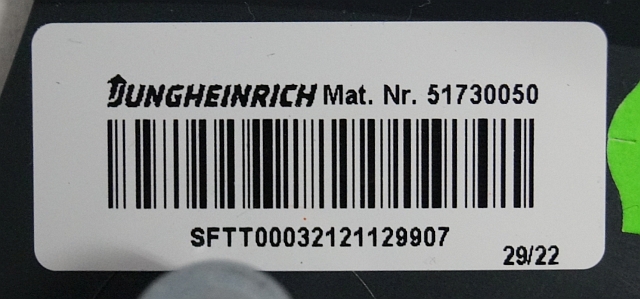 JUNGHEINRICH Mat. Nr. 51730050
SFTT00032121129907
29/22